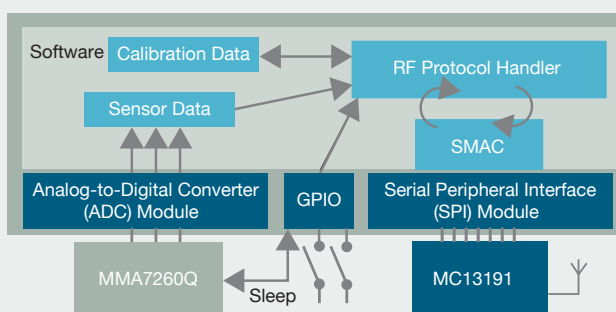 Software
Calibration Data
RF Protocol Handler
Sensor Data
SMAC
Analog-to-Digital Converter
(ADC) Module
GPIO
Serial Peripheral Interface
(SPI) Module
MMA7260Q
Sleep
MC13191